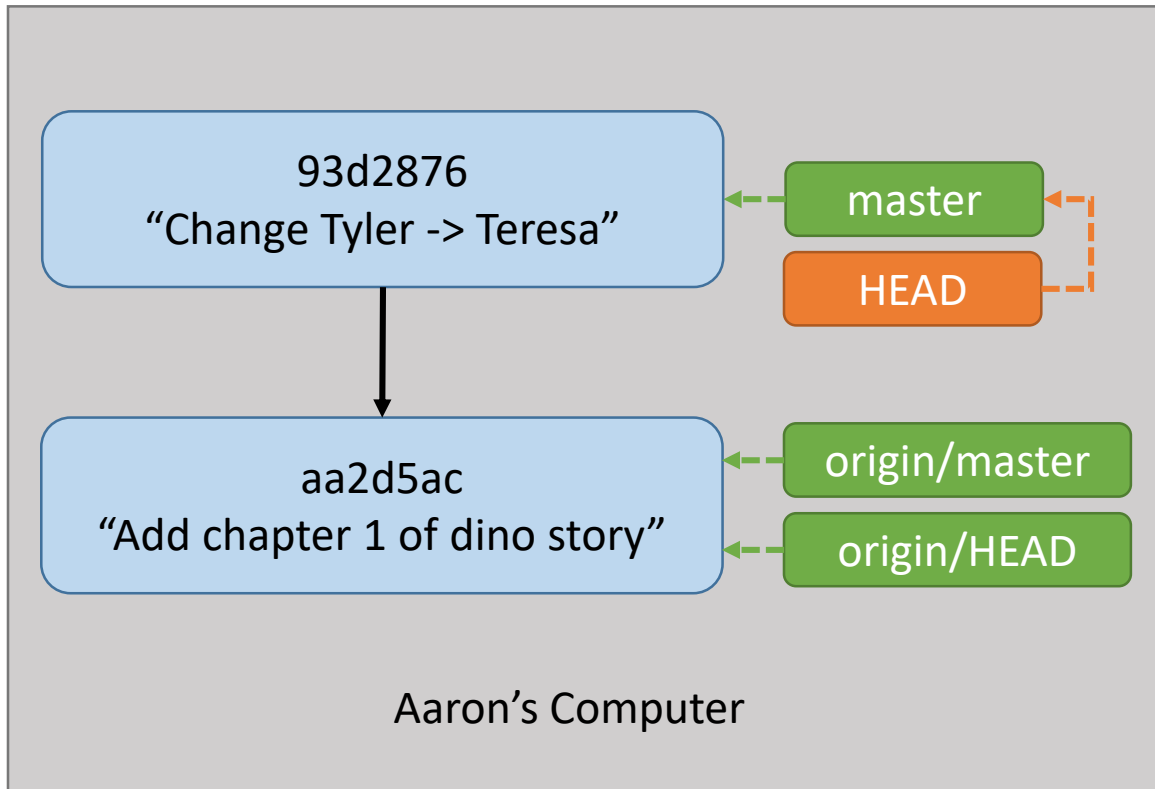 93d2876
“Change Tyler -> Teresa”
master
HEAD
aa2d5ac
“Add chapter 1 of dino story”
origin/master
origin/HEAD
Aaron’s Computer